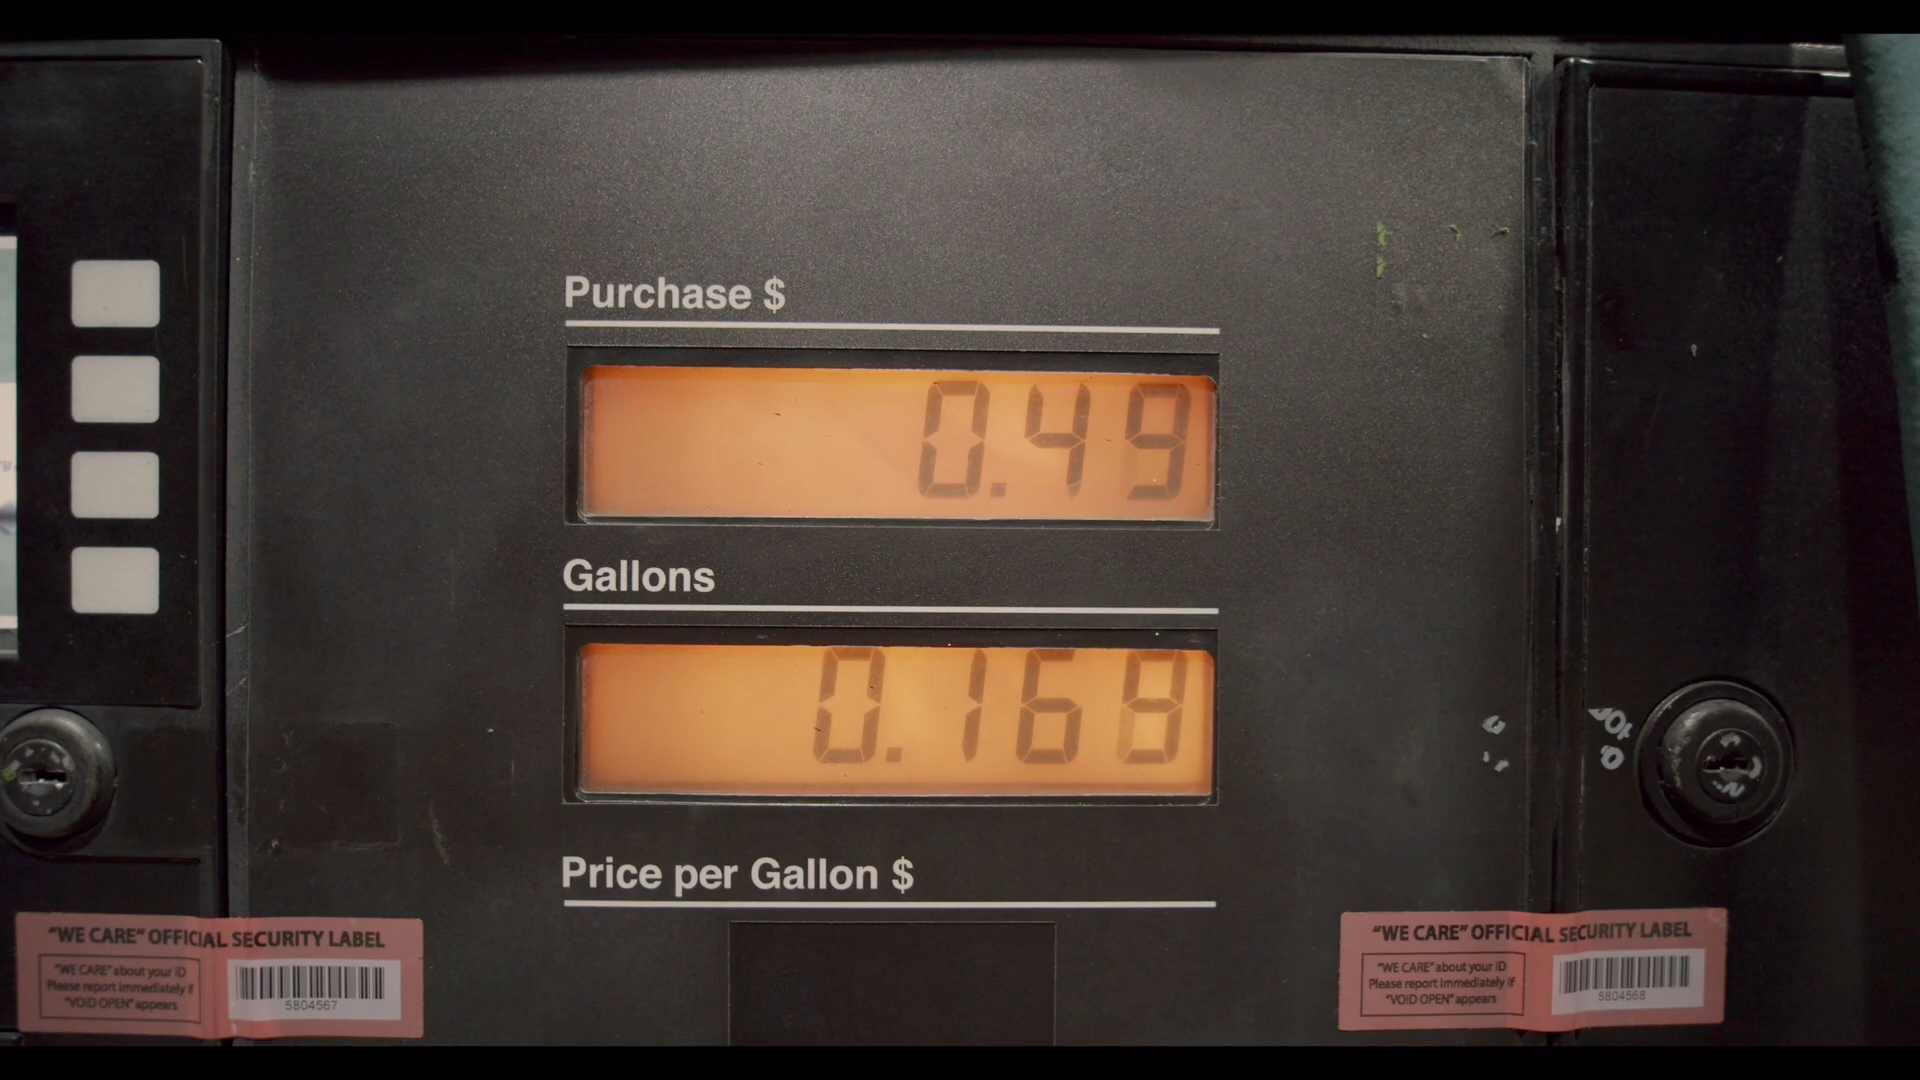 Purchase $
0.49
Gallons
0.168
Price per Gallon $
"WE CARE" OFFICIAL SECURITY LABEL
"WE CARE" about your ID
Please report immediately if
"VOID OPEN" appears
5804567
"WE CARE" OFFICIAL SECURITY LABEL
"WE CARE" about your ID
Please report immediately if
"VOID OPEN" appears
5804568